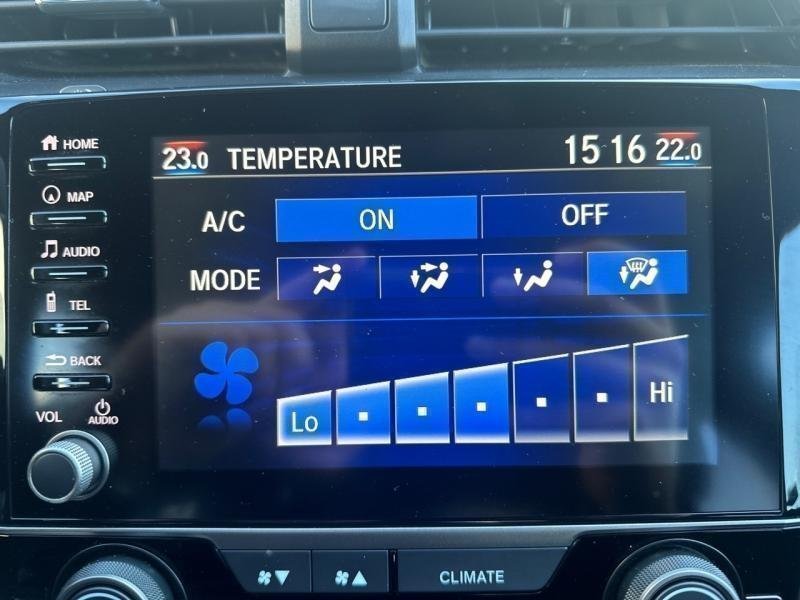 HOME
MAP
AUDIO
TEL
BACK
VOL AUDIO
23.0 TEMPERATURE 15 16 22.0
A/C ON OFF
MODE
Lo Hi
CLIMATE